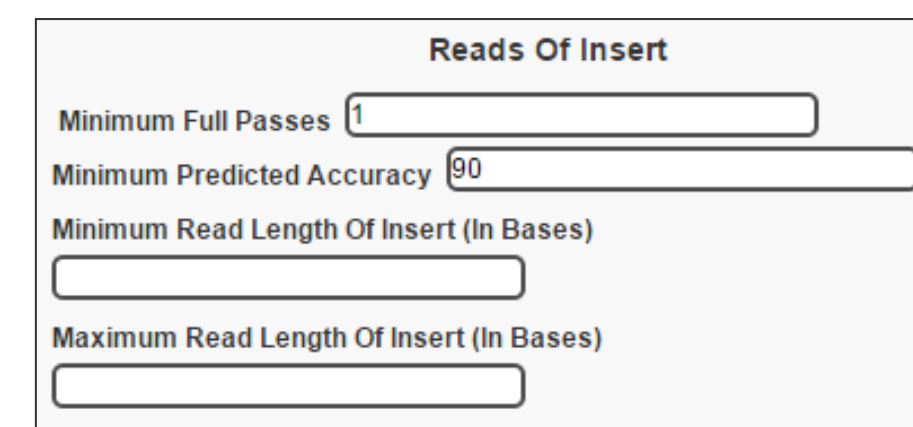 Reads Of Insert
Minimum Full Passes 1
Minimum Predicted Accuracy 90
Minimum Read Length Of Insert (In Bases)
Maximum Read Length Of Insert (In Bases)